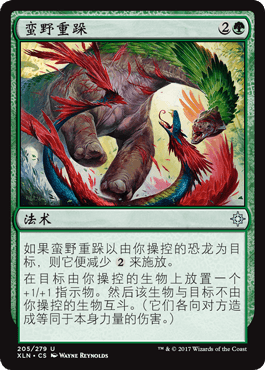 蛮野重跺 2
法术
如果蛮野重跺以由你操控的恐龙为目
标，则它便减少 2 来施放。
在目标由你操控的生物上放置一个
+1/+1 指示物。然后该生物与目标不由
你操控的生物互斗。（它们各向对方造
成等同于本身力量的伤害。）
205/279 U
XLN • CS WAYNE REYNOLDS
™ & © 2017 Wizards of the Coast